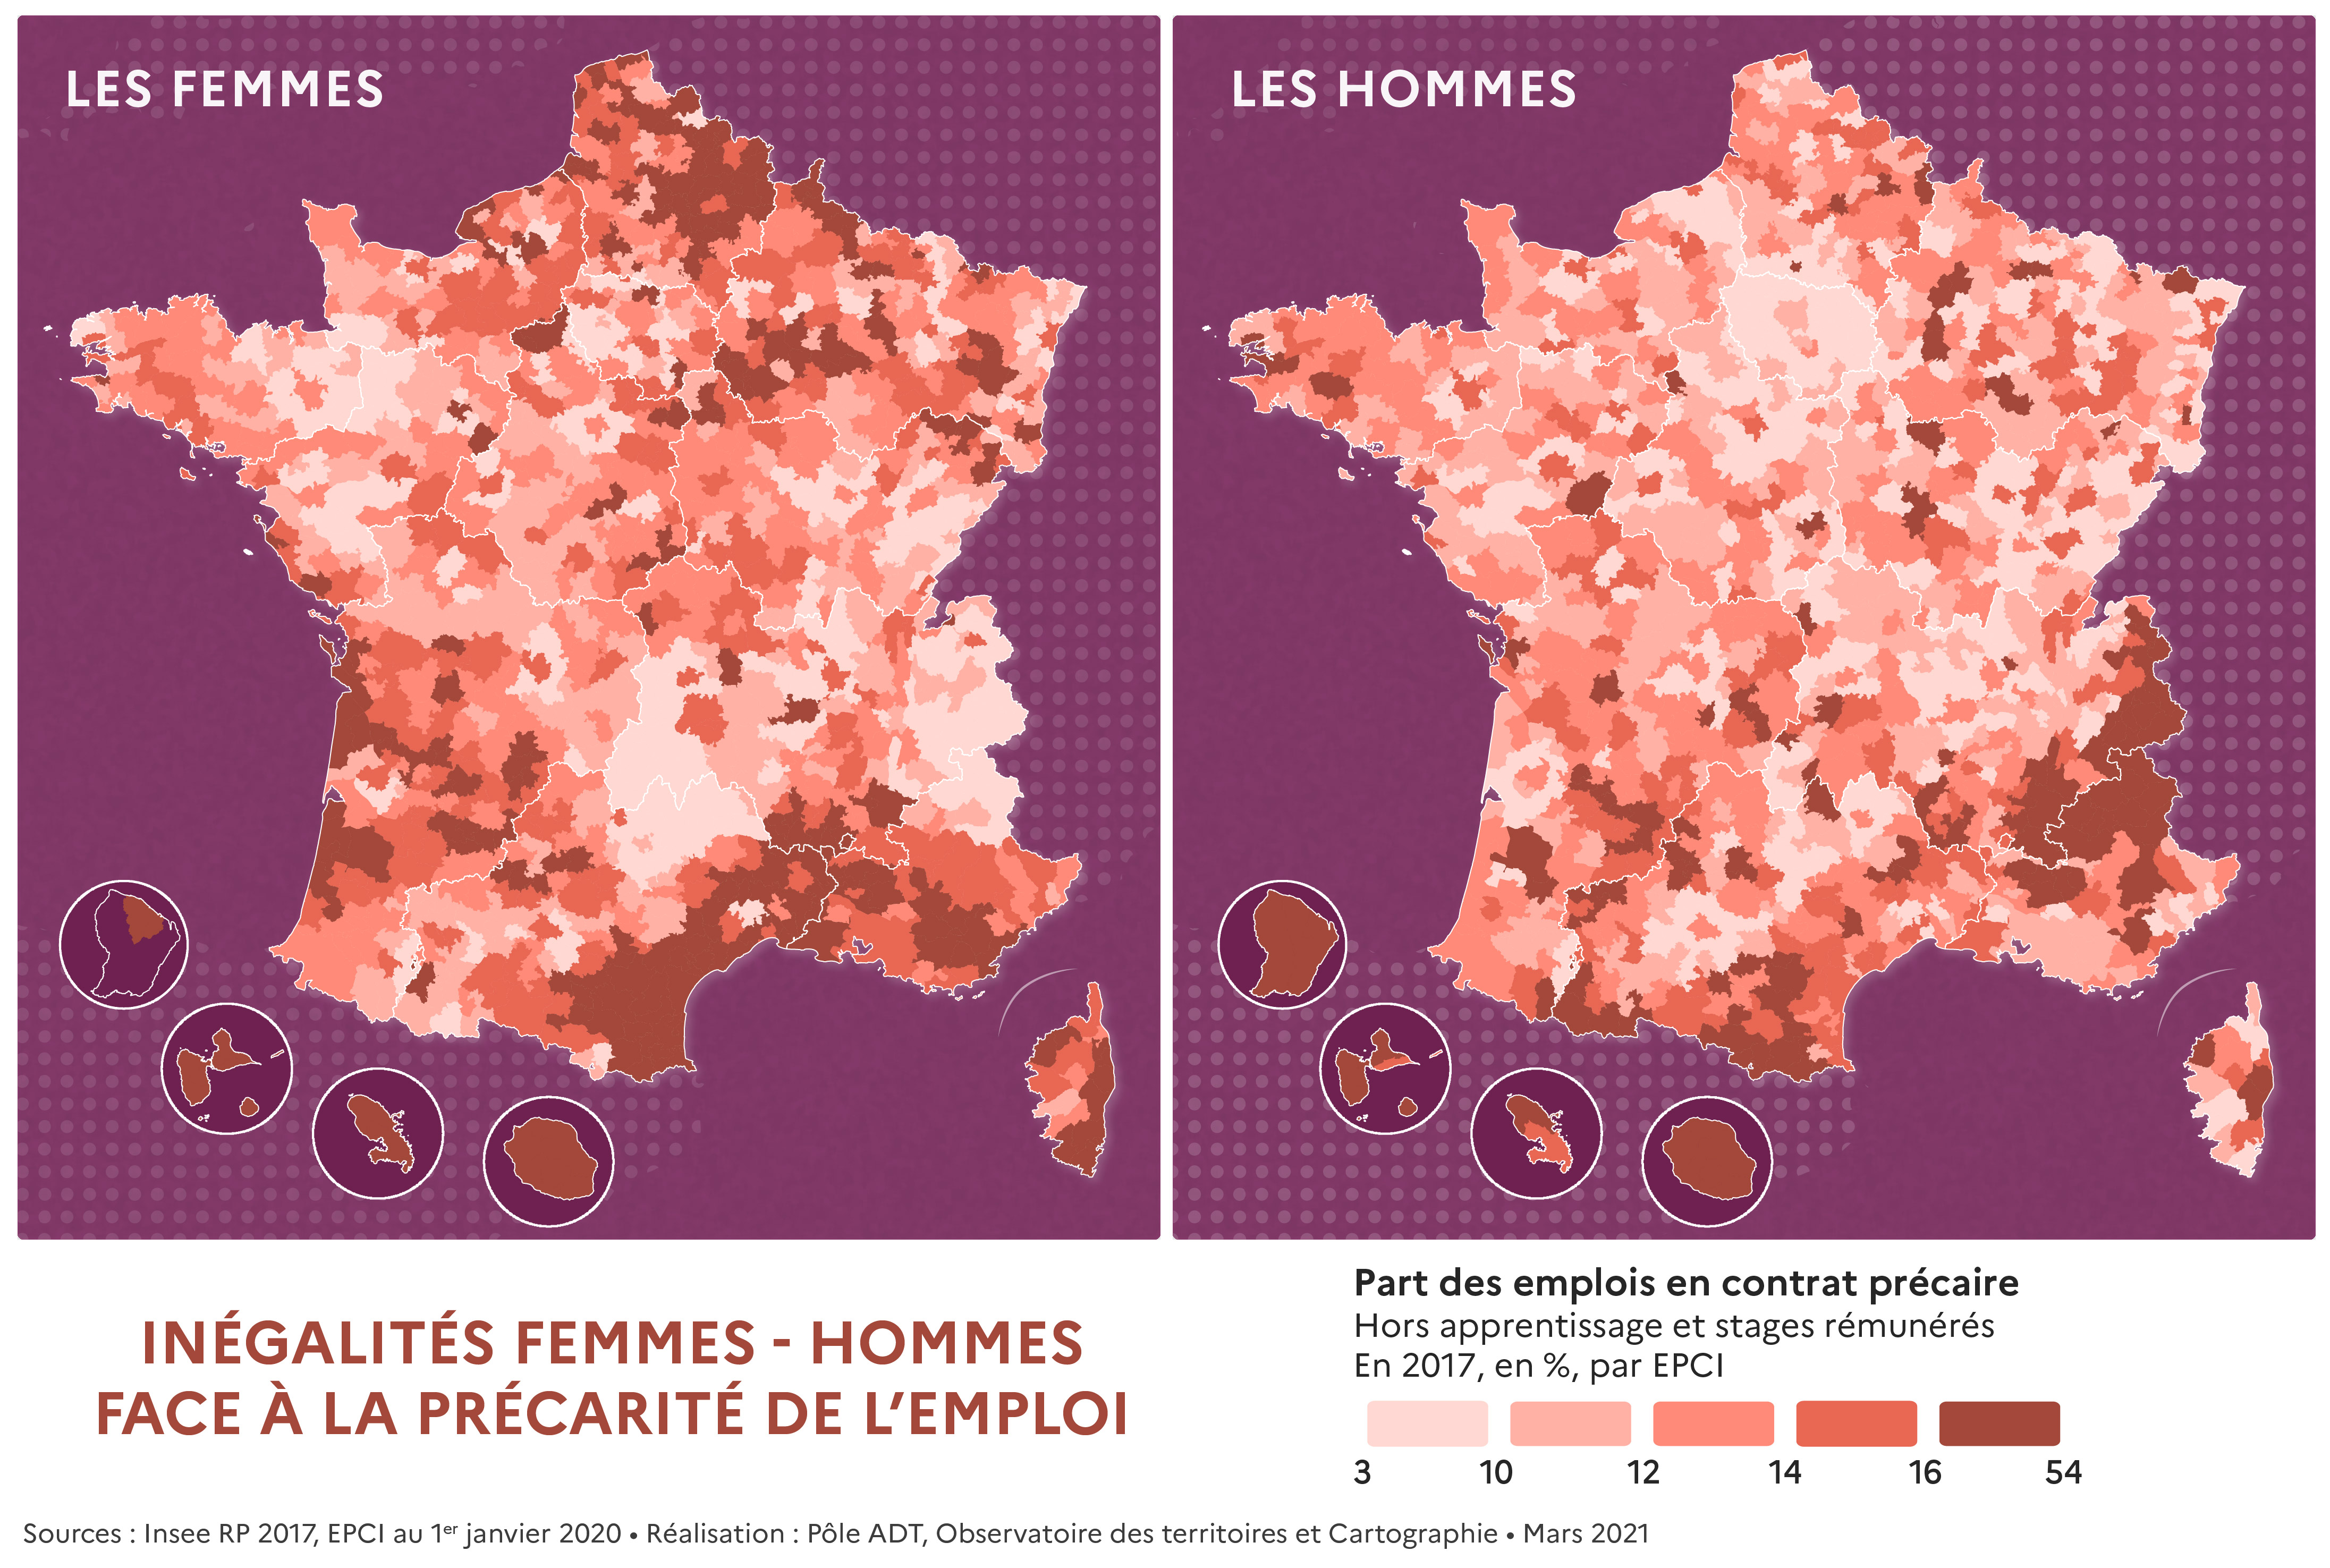 LES FEMMES
LES HOMMES
INÉGALITÉS FEMMES - HOMMES
FACE À LA PRÉCARITÉ DE L’EMPLOI
Part des emplois en contrat précaire
Hors apprentissage et stages rémunérés
En 2017, en %, par EPCI
3 10 12 14 16 54
Sources : Insee RP 2017, EPCI au 1er janvier 2020 • Réalisation : Pôle ADT, Observatoire des territoires et Cartographie • Mars 2021